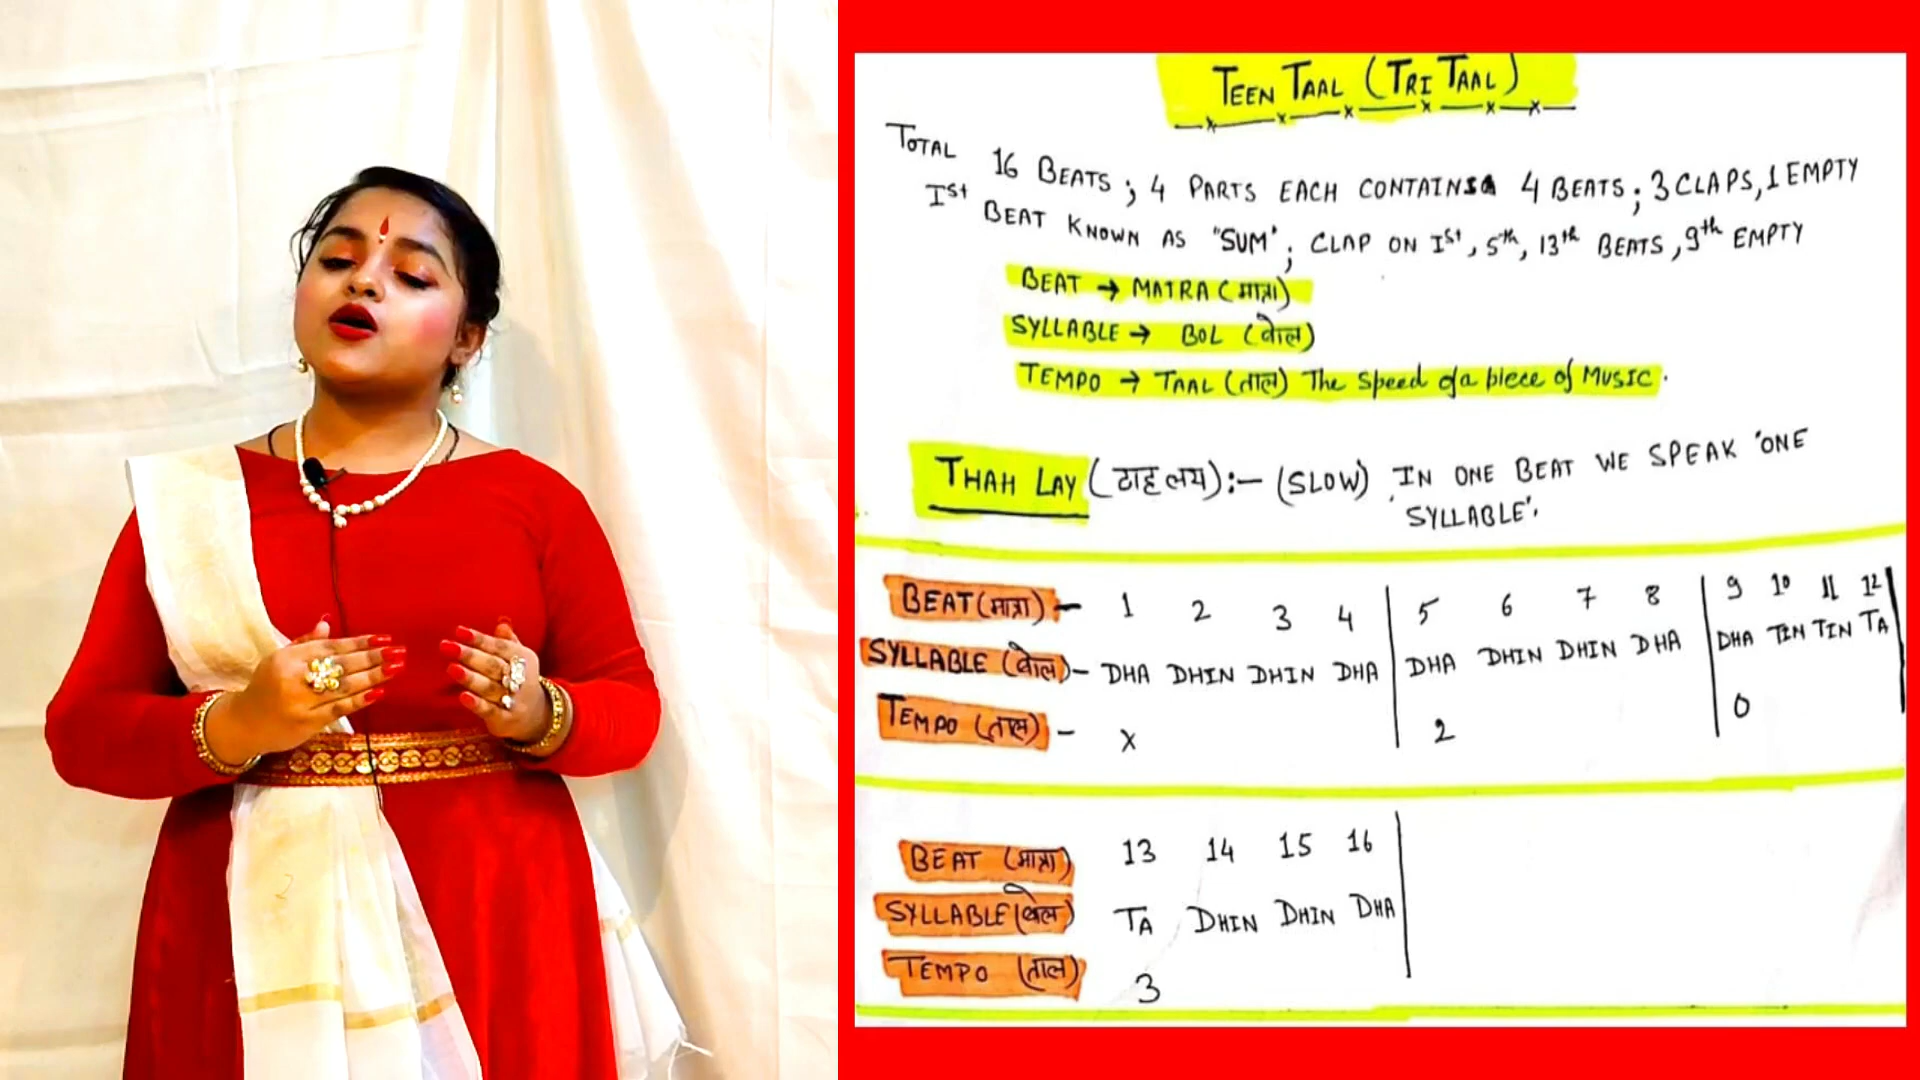 TEEN TAAL (TRI TAAL)
TOTAL 16 BEATS; 4 PARTS EACH CONTAINS 4 BEATS; 3 CLAPS, 1 EMPTY
Ist BEAT KNOWN AS "SUM"; CLAP ON Ist, 5th, 13th BEATS, 9th EMPTY
BEAT → MATRA (मात्रा)
SYLLABLE → BOL (बोल)
TEMPO → TAAL (ताल) The Speed of a piece of MUSIC.
THAH LAY (ठाह लय):- (SLOW) IN ONE BEAT WE SPEAK 'ONE
SYLLABLE'.
BEAT (मात्रा) - 1 2 3 4 | 5 6 7 8 | 9 10 11 12 |
SYLLABLE (बोल) - DHA DHIN DHIN DHA | DHA DHIN DHIN DHA | DHA TIN TIN TA |
TEMPO (ताल) - X 2 0
BEAT (मात्रा) 13 14 15 16
SYLLABLE (बोल) TA DHIN DHIN DHA
TEMPO (ताल) 3